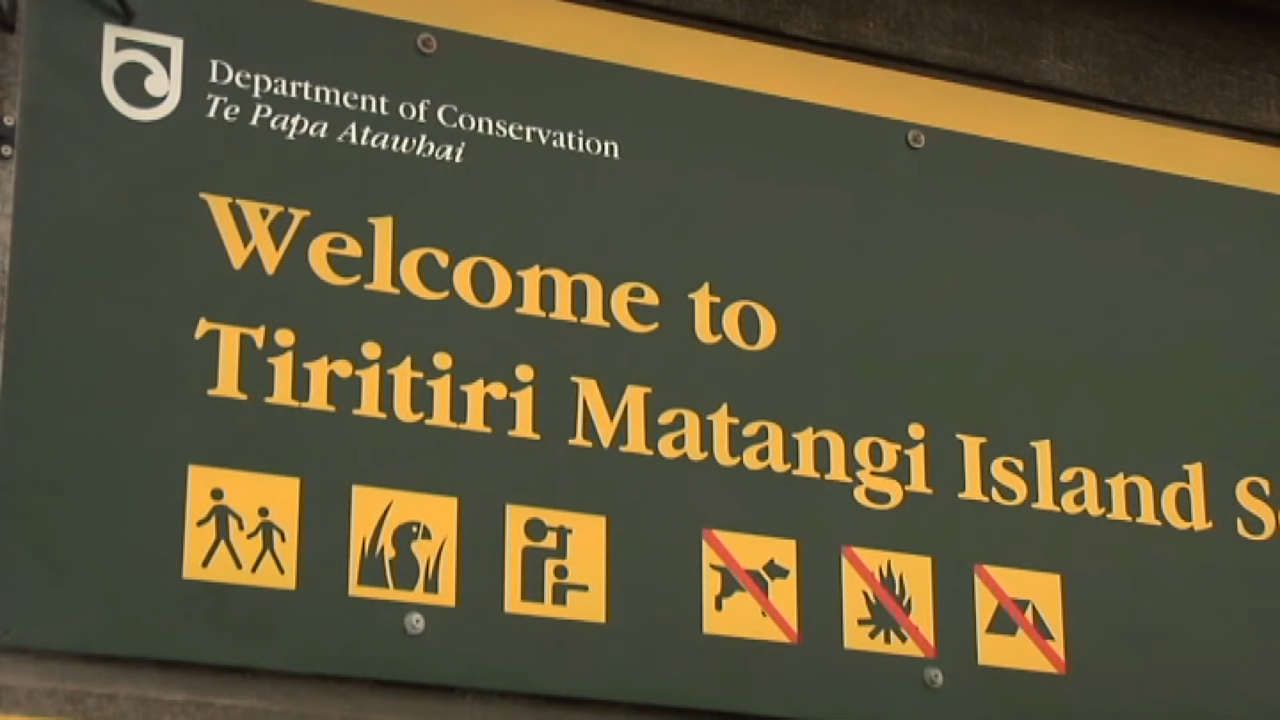 Department of Conservation
Te Papa Atawhai
Welcome to
Tiritiri Matangi Island